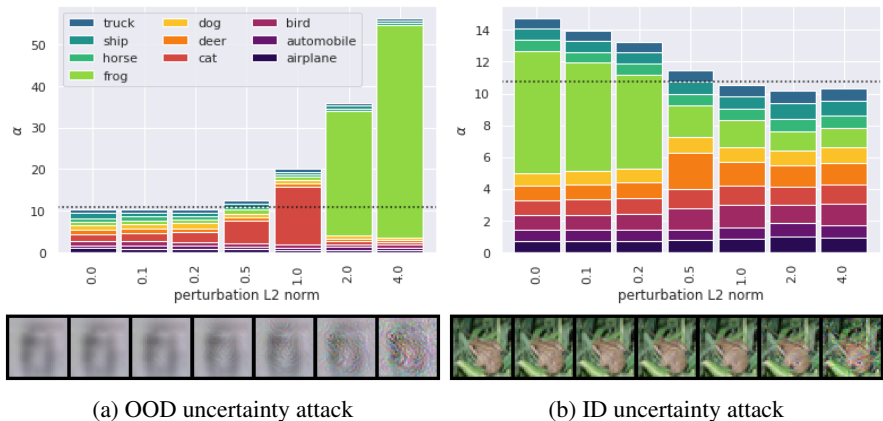 50
40
30
20
10
0
α
truck
ship
horse
frog
dog
deer
cat
bird
automobile
airplane
0.0 0.1 0.2 0.5 1.0 2.0 4.0
perturbation L2 norm
14
12
10
8
6
4
2
0
α
0.0 0.1 0.2 0.5 1.0 2.0 4.0
perturbation L2 norm
(a) OOD uncertainty attack
(b) ID uncertainty attack